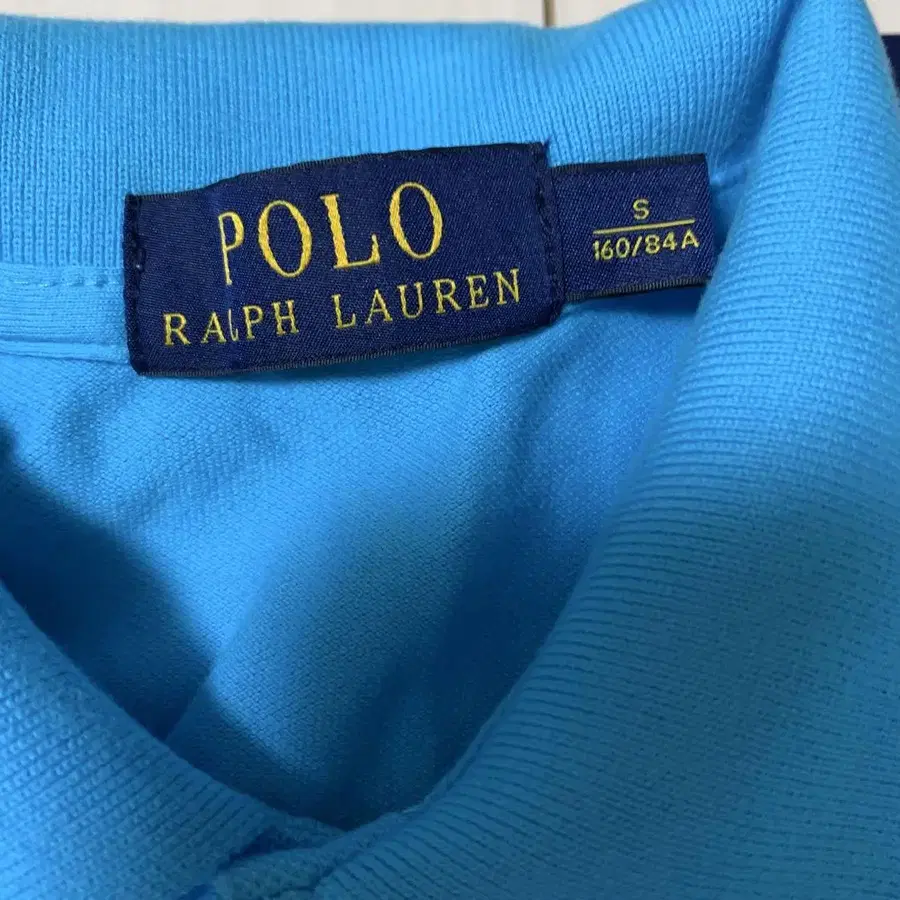 POLO
RALPH LAUREN
S
160/84A